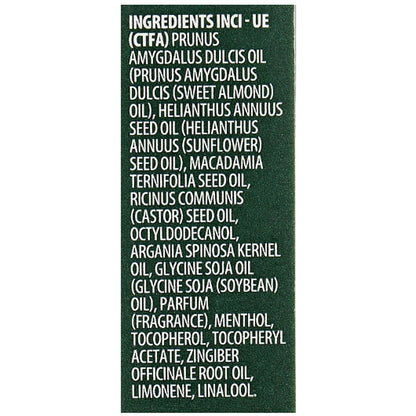 INGREDIENTS INCI - UE
(CTFA) PRUNUS
AMYGDALUS DULCIS OIL
(PRUNUS AMYGDALUS
DULCIS (SWEET ALMOND)
OIL), HELIANTHUS ANNUUS
SEED OIL (HELIANTHUS
ANNUUS (SUNFLOWER)
SEED OIL), MACADAMIA
TERNIFOLIA SEED OIL,
RICINUS COMMUNIS
(CASTOR) SEED OIL,
OCTYLDODECANOL,
ARGANIA SPINOSA KERNEL
OIL, GLYCINE SOJA OIL
(GLYCINE SOJA (SOYBEAN)
OIL), PARFUM
(FRAGRANCE), MENTHOL,
TOCOPHEROL, TOCOPHERYL
ACETATE, ZINGIBER
OFFICINALE ROOT OIL,
LIMONENE, LINALOOL.